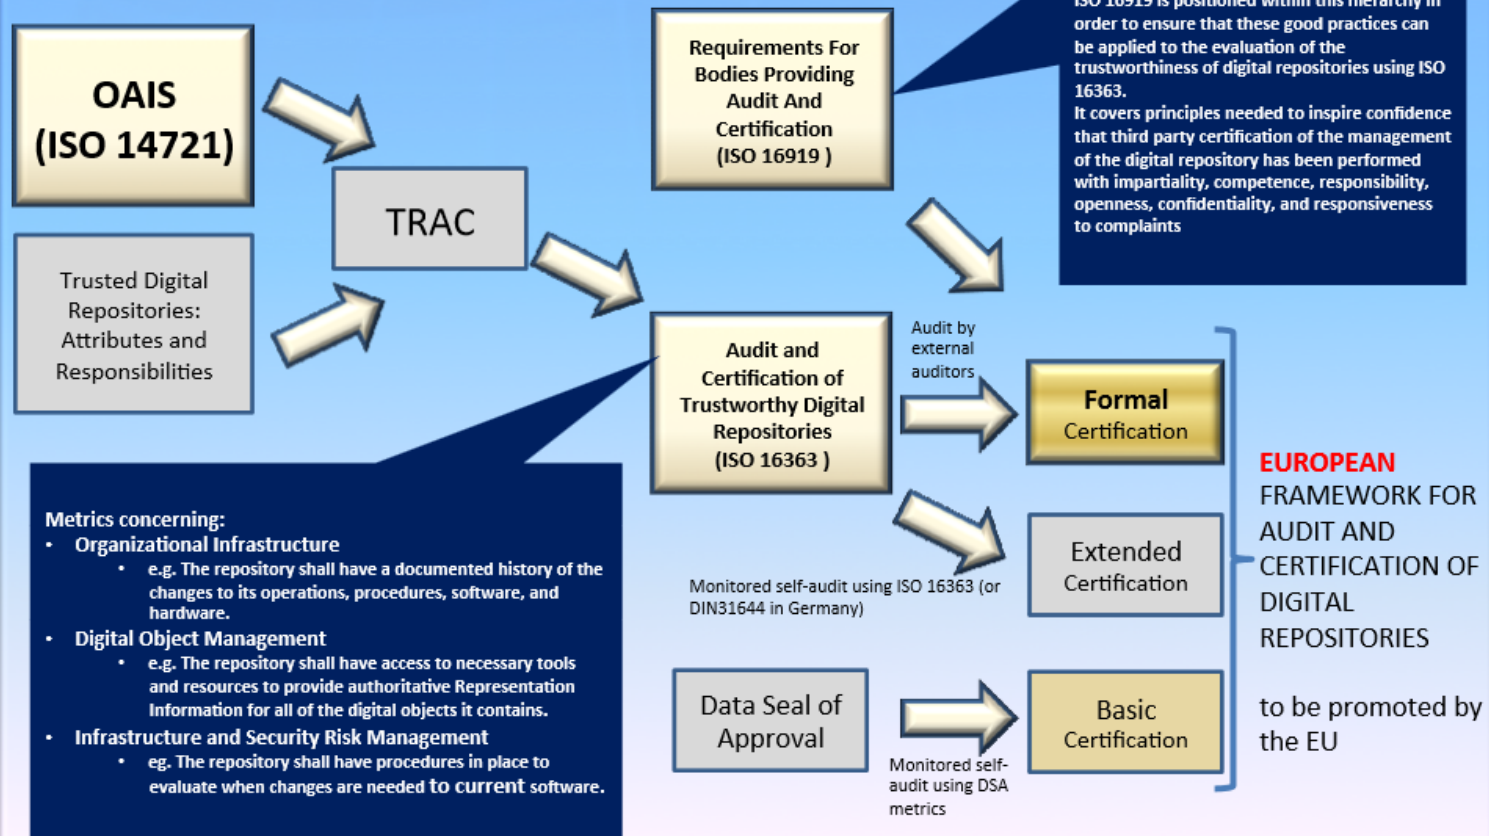 OAIS
(ISO 14721)
Trusted Digital
Repositories:
Attributes and
Responsibilities
TRAC
Requirements For
Bodies Providing
Audit And
Certification
(ISO 16919 )
ISO 16919 is positioned within this hierarchy in
order to ensure that these good practices can
be applied to the evaluation of the
trustworthiness of digital repositories using ISO
16363.
It covers principles needed to inspire confidence
that third party certification of the management
of the digital repository has been performed
with impartiality, competence, responsibility,
openness, confidentiality, and responsiveness
to complaints
Audit and
Certification of
Trustworthy Digital
Repositories
(ISO 16363 )
Audit by
external
auditors
Formal
Certification
Monitored self-audit using ISO 16363 (or
DIN31644 in Germany)
Extended
Certification
Data Seal of
Approval
Monitored self-
audit using DSA
metrics
Basic
Certification
EUROPEAN
FRAMEWORK FOR
AUDIT AND
CERTIFICATION OF
DIGITAL
REPOSITORIES
to be promoted by
the EU
Metrics concerning:
• Organizational Infrastructure
• e.g. The repository shall have a documented history of the
changes to its operations, procedures, software, and
hardware.
• Digital Object Management
• e.g. The repository shall have access to necessary tools
and resources to provide authoritative Representation
Information for all of the digital objects it contains.
• Infrastructure and Security Risk Management
• eg. The repository shall have procedures in place to
evaluate when changes are needed to current software.